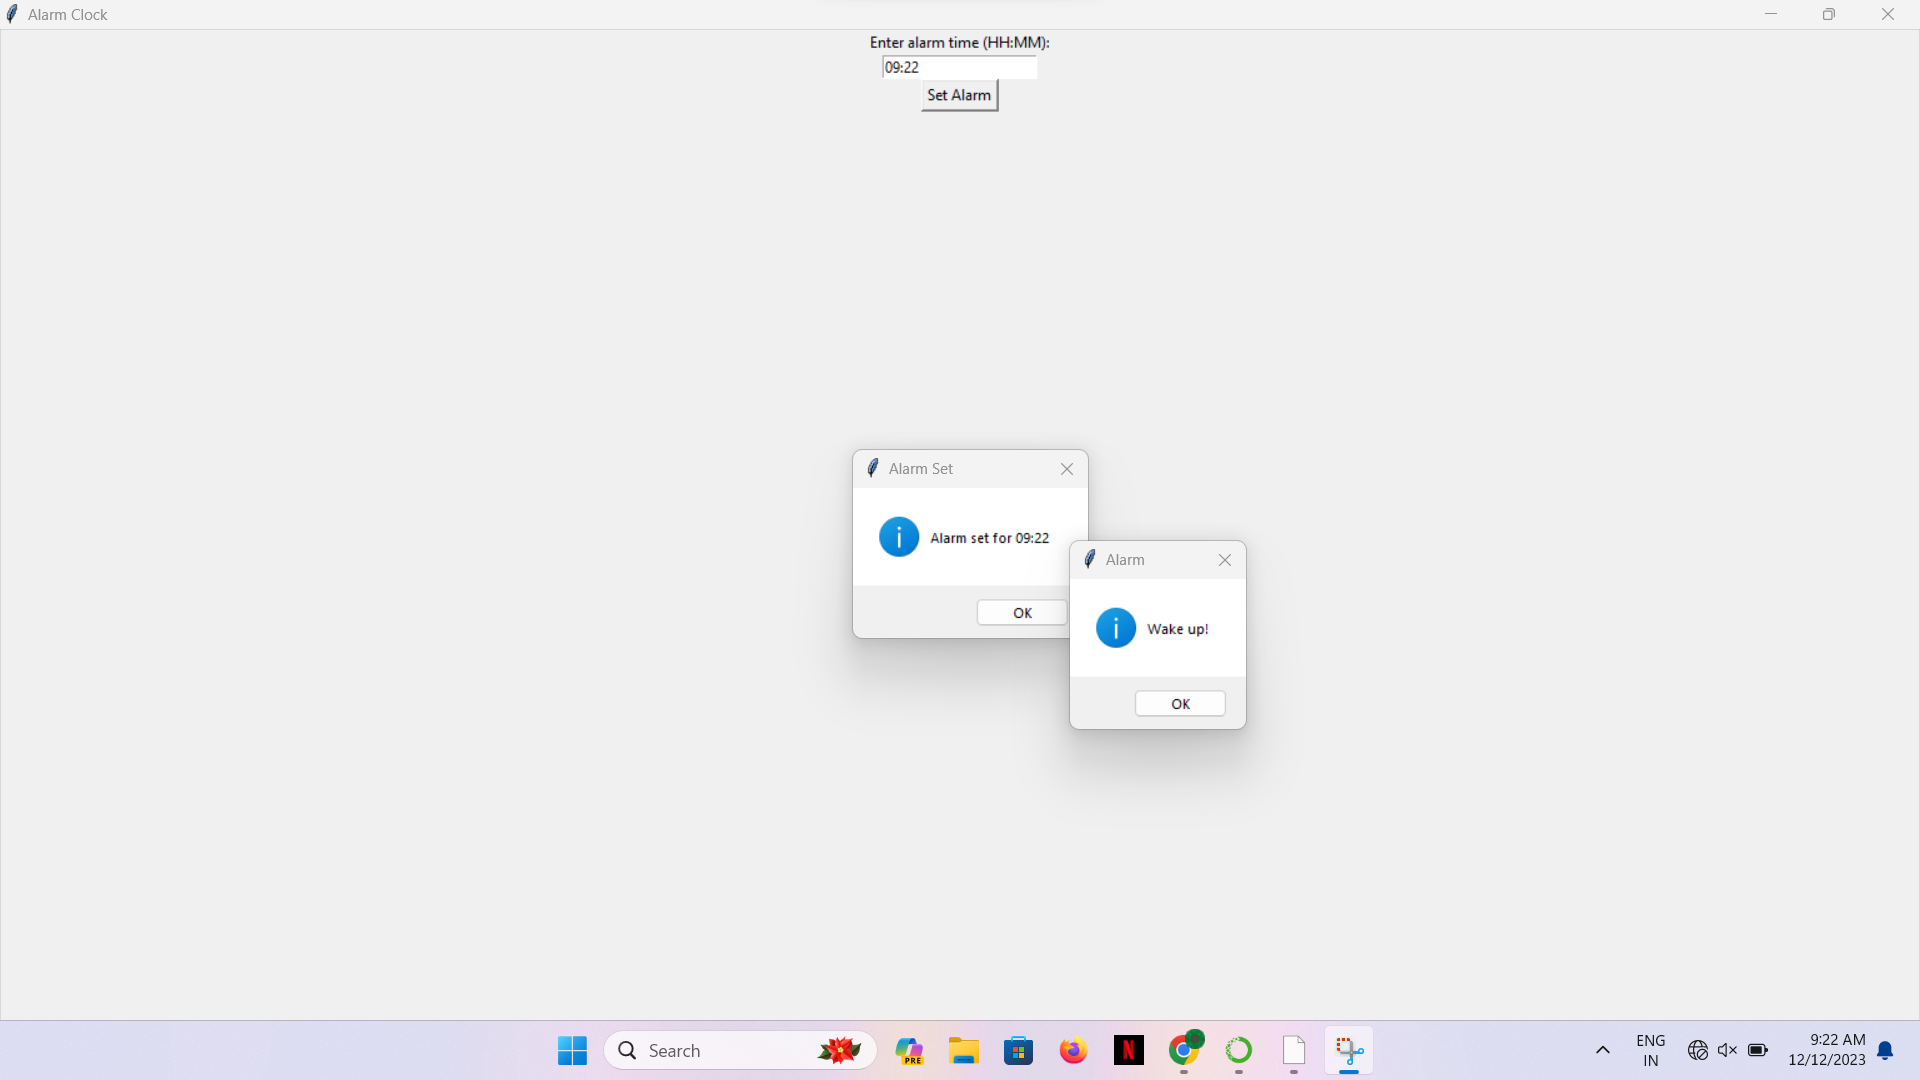 Alarm Clock
Enter alarm time (HH:MM):
09:22
Set Alarm
Alarm Set
Alarm set for 09:22
OK
Alarm
Wake up!
OK
Search
PRE
N
ENG
IN
9:22 AM
12/12/2023